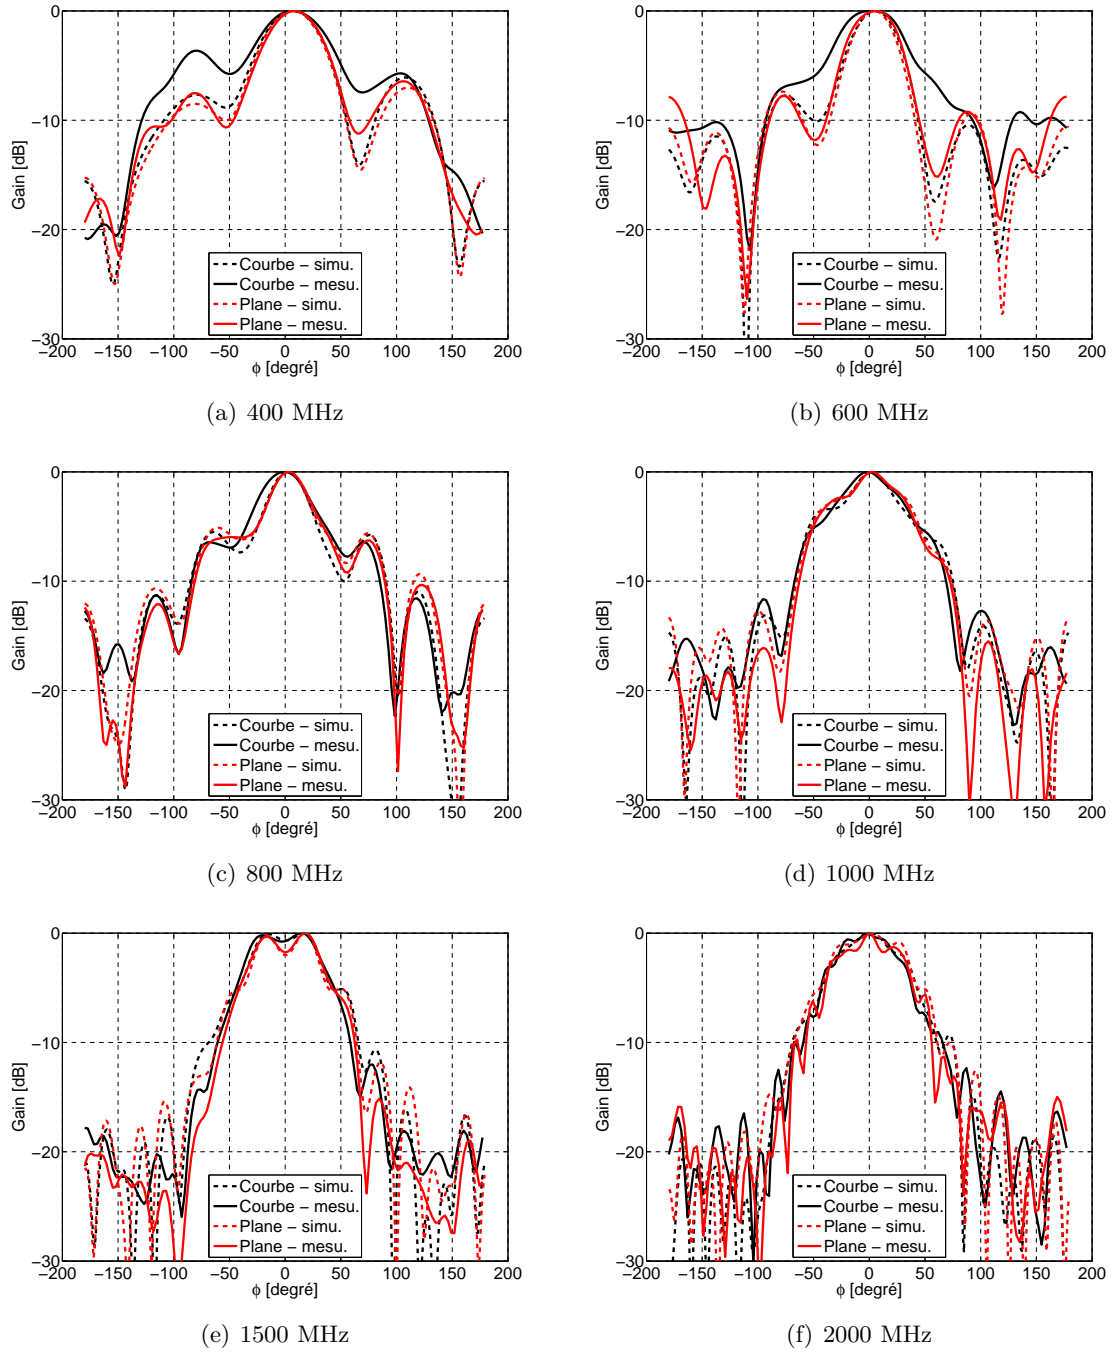 0
−10
−20
−30
Gain [dB]
Courbe − simu.
Courbe − mesu.
Plane − simu.
Plane − mesu.
−200 −150 −100 −50 0 50 100 150 200
ϕ [degré]
(a) 400 MHz
0
−10
−20
−30
Gain [dB]
Courbe − simu.
Courbe − mesu.
Plane − simu.
Plane − mesu.
−200 −150 −100 −50 0 50 100 150 200
ϕ [degré]
(b) 600 MHz
0
−10
−20
−30
Gain [dB]
Courbe − simu.
Courbe − mesu.
Plane − simu.
Plane − mesu.
−200 −150 −100 −50 0 50 100 150 200
ϕ [degré]
(c) 800 MHz
0
−10
−20
−30
Gain [dB]
Courbe − simu.
Courbe − mesu.
Plane − simu.
Plane − mesu.
−200 −150 −100 −50 0 50 100 150 200
ϕ [degré]
(d) 1000 MHz
0
−10
−20
−30
Gain [dB]
Courbe − simu.
Courbe − mesu.
Plane − simu.
Plane − mesu.
−200 −150 −100 −50 0 50 100 150 200
ϕ [degré]
(e) 1500 MHz
0
−10
−20
−30
Gain [dB]
Courbe − simu.
Courbe − mesu.
Plane − simu.
Plane − mesu.
−200 −150 −100 −50 0 50 100 150 200
ϕ [degré]
(f) 2000 MHz